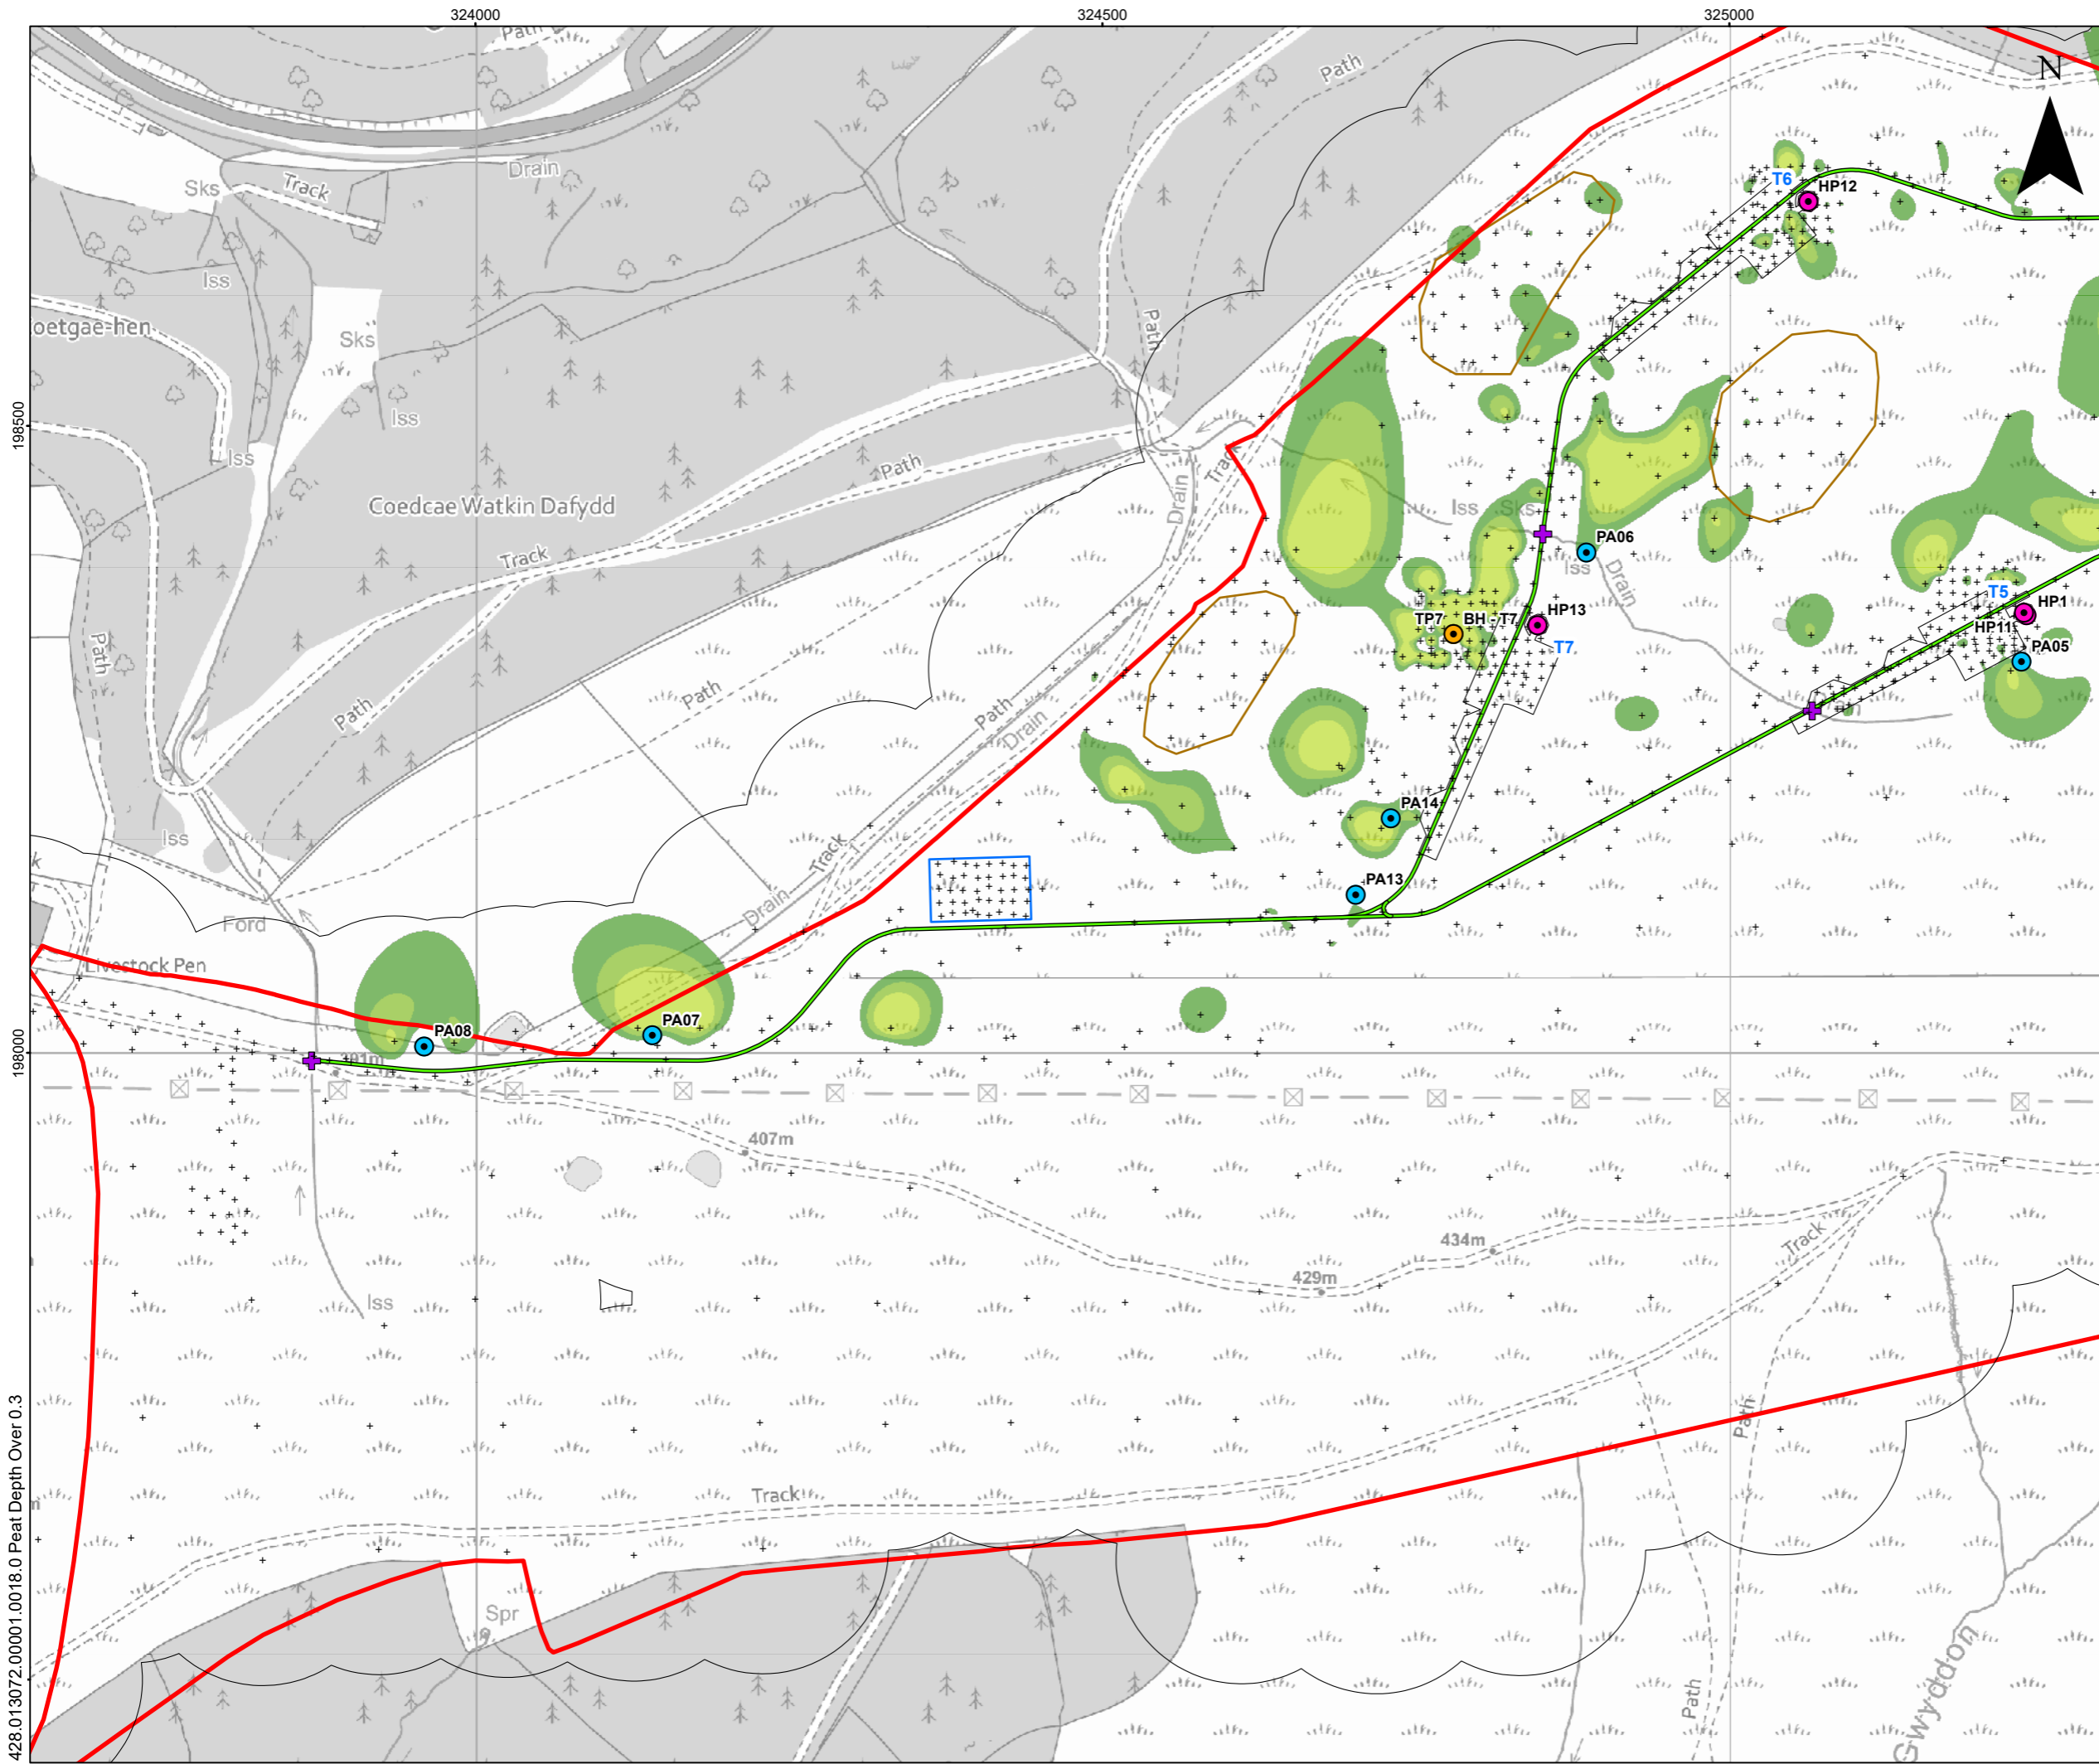 324000
324500
325000
N
Path
Path
Drain
Sks
Track
T6
HP12
Iss
oetgae-hen
Sks
Path
198500
Iss
Iss
Path
Track
Coedcae Watkin Dafydd
Drain
Iss
Sks
PA06
Track
Iss
Drain
T5
HP1
HP13
TP7
BH - T7
HP11
T7
PA05
Path
Path
Path
Path
Drain
Drain
PA14
Iss
Track
PA13
k
Ford
Drain
Livestock Pen
PA07
PA08
198000
407m
434m
Track
429m
Iss
Path
Track
Spr
Path
Gwyddon
428.013072.00001.0018.0 Peat Depth Over 0.3